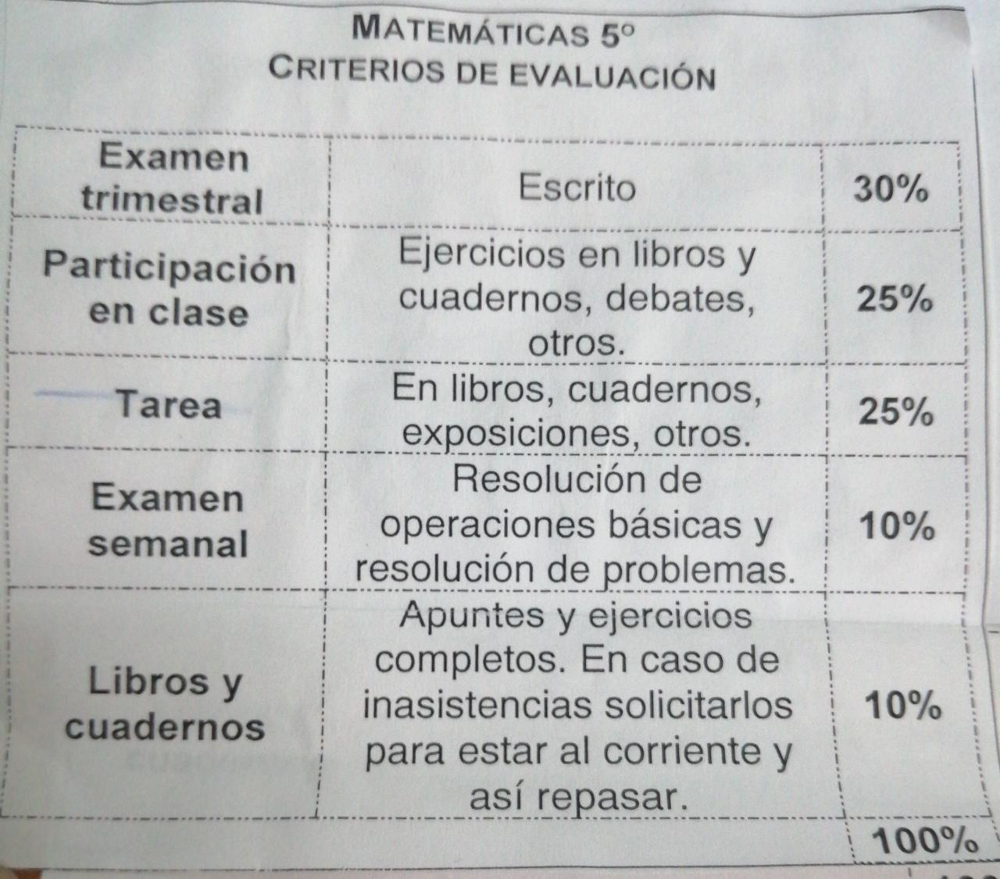 MATEMÁTICAS 5º
CRITERIOS DE EVALUACIÓN
Examen
trimestral
Escrito
30%
Participación
en clase
Ejercicios en libros y
cuadernos, debates,
otros.
25%
Tarea
En libros, cuadernos,
exposiciones, otros.
25%
Examen
semanal
Resolución de
operaciones básicas y
resolución de problemas.
10%
Libros y
cuadernos
Apuntes y ejercicios
completos. En caso de
inasistencias solicitarlos
para estar al corriente y
así repasar.
10%
100%